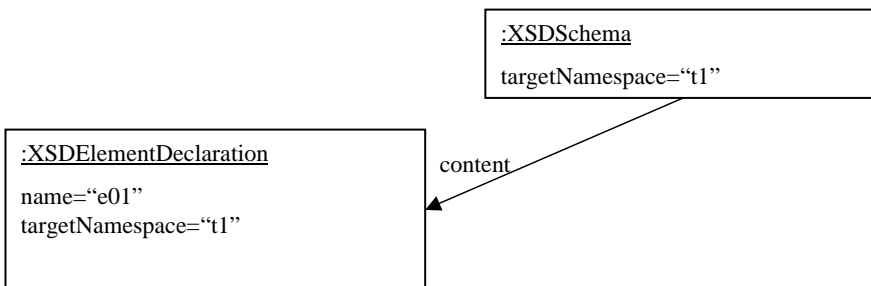 :XSDSchema
targetNamespace=“t1”
:XSDElementDeclaration
content
name=“e01”
targetNamespace=“t1”